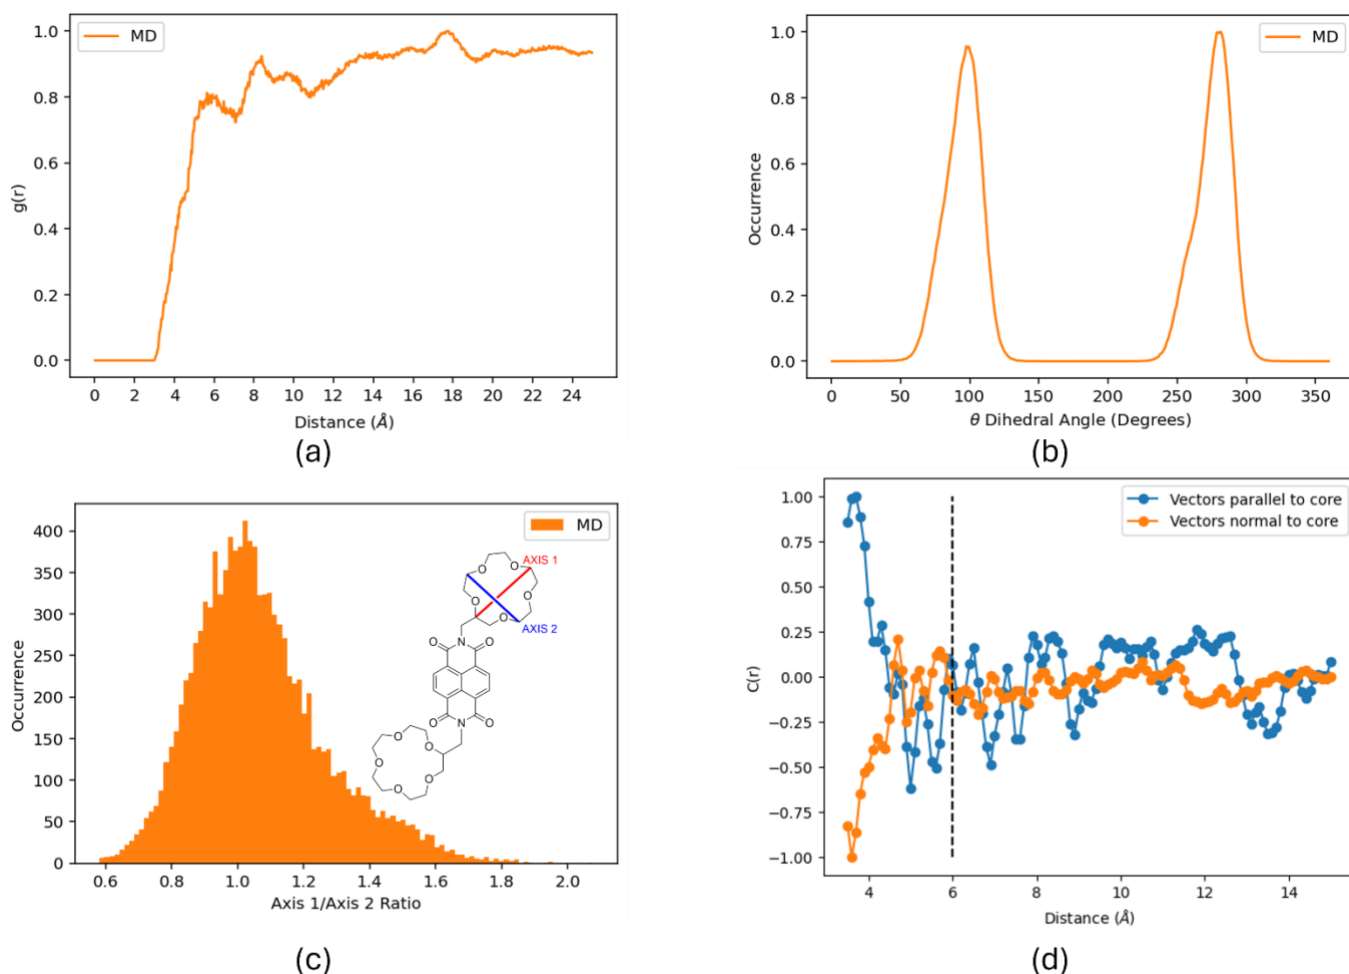 1.0
0.8
0.6
0.4
0.2
0.0
g(r)
MD
0 2 4 6 8 10 12 14 16 18 20 22 24
Distance (Å)
(a)
1.0
0.8
0.6
0.4
0.2
0.0
Occurrence
MD
0 50 100 150 200 250 300 350
θ Dihedral Angle (Degrees)
(b)
400
350
300
250
200
150
100
50
0
Occurrence
MD
AXIS 1
AXIS 2
O
O
O
O
O
O N O
O N O
O
O
O
O
O
0.6 0.8 1.0 1.2 1.4 1.6 1.8 2.0
Axis 1/Axis 2 Ratio
(c)
1.00
0.75
0.50
0.25
0.00
−0.25
−0.50
−0.75
−1.00
C(r)
Vectors parallel to core
Vectors normal to core
4 6 8 10 12 14
Distance (Å)
(d)